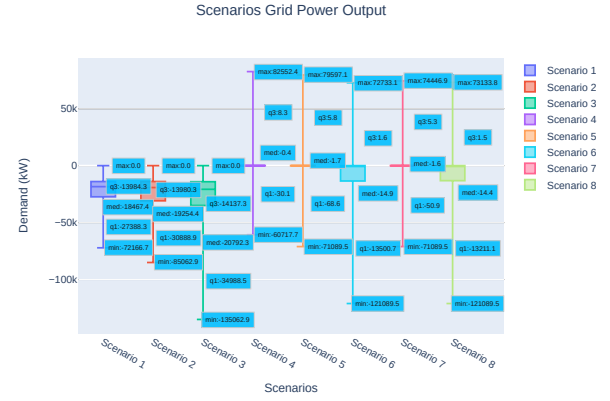 Scenarios Grid Power Output
Demand (kW)
50k
0
−50k
−100k
max:0.0
q3:-13984.3
med:-18467.4
q1:-27388.3
min:-72166.7
max:0.0
q3:-13980.3
med:-19254.4
q1:-30888.9
min:-85062.9
max:0.0
q3:-14137.3
med:-20792.3
q1:-34988.5
min:-135062.9
max:82552.4
q3:8.3
med:-0.4
q1:-30.1
min:-60717.7
max:79597.1
q3:5.8
med:-1.7
q1:-68.6
min:-71089.5
max:72733.1
q3:1.6
med:-14.9
q1:-13500.7
min:-121089.5
max:74446.9
q3:5.3
med:-1.6
q1:-50.9
min:-71089.5
max:73133.8
q3:1.5
med:-14.4
q1:-13211.1
min:-121089.5
Scenario 1
Scenario 2
Scenario 3
Scenario 4
Scenario 5
Scenario 6
Scenario 7
Scenario 8
Scenarios
Scenario 1
Scenario 2
Scenario 3
Scenario 4
Scenario 5
Scenario 6
Scenario 7
Scenario 8